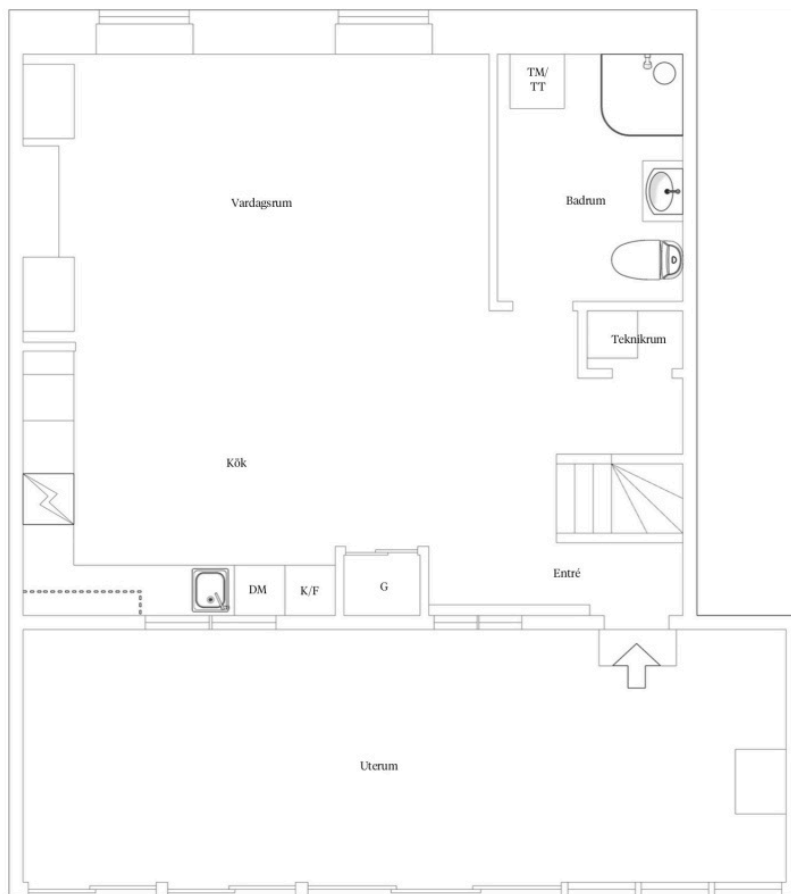 TM/
TT
Vardagsrum
Badrum
Teknikrum
Kök
Entré
DM
K/F
G
Uterum